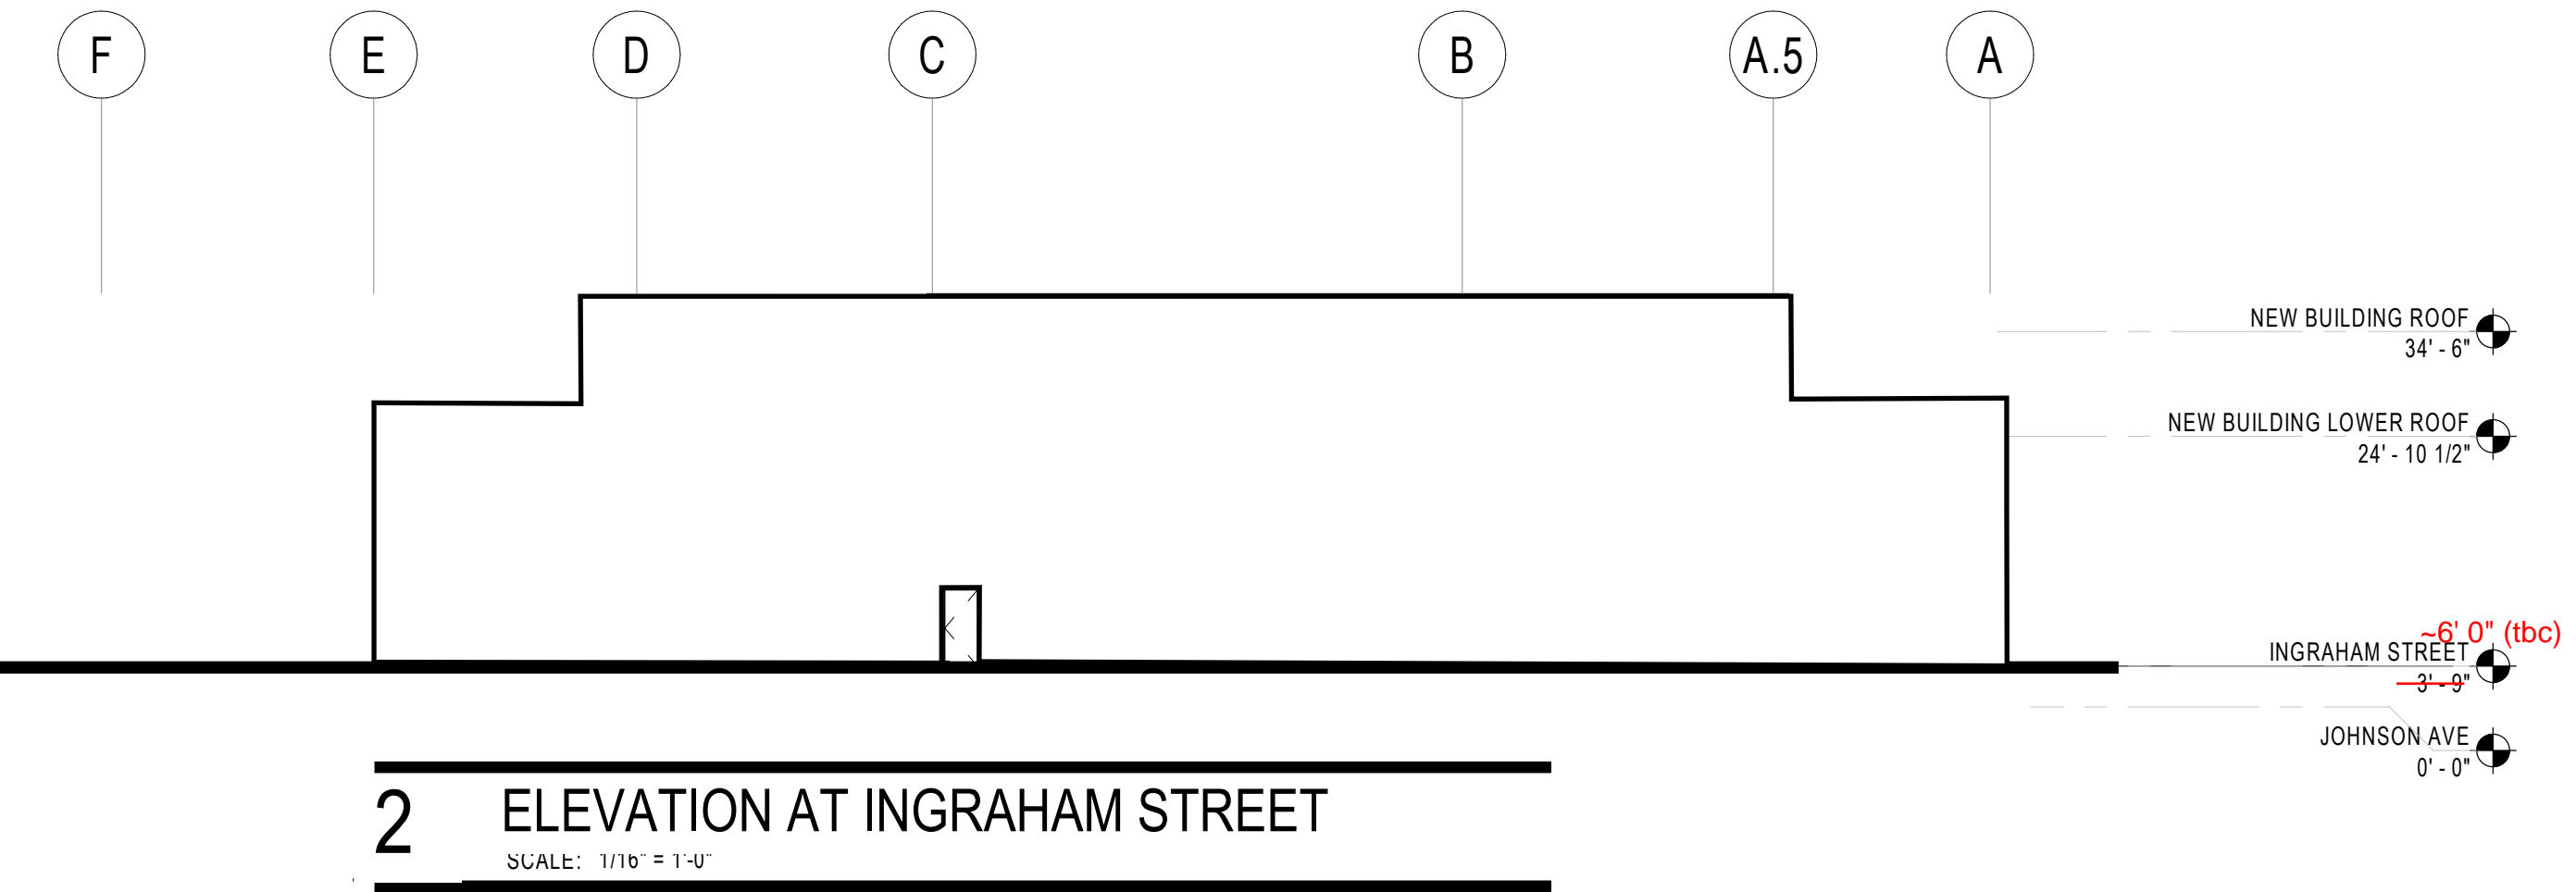 F E D C B A.5 A
NEW BUILDING ROOF
34' - 6"
NEW BUILDING LOWER ROOF
24' - 10 1/2"
~6' 0" (tbc)
INGRAHAM STREET
3' - 9"
JOHNSON AVE
0' - 0"
2 ELEVATION AT INGRAHAM STREET
SCALE: 1/16" = 1'-0"